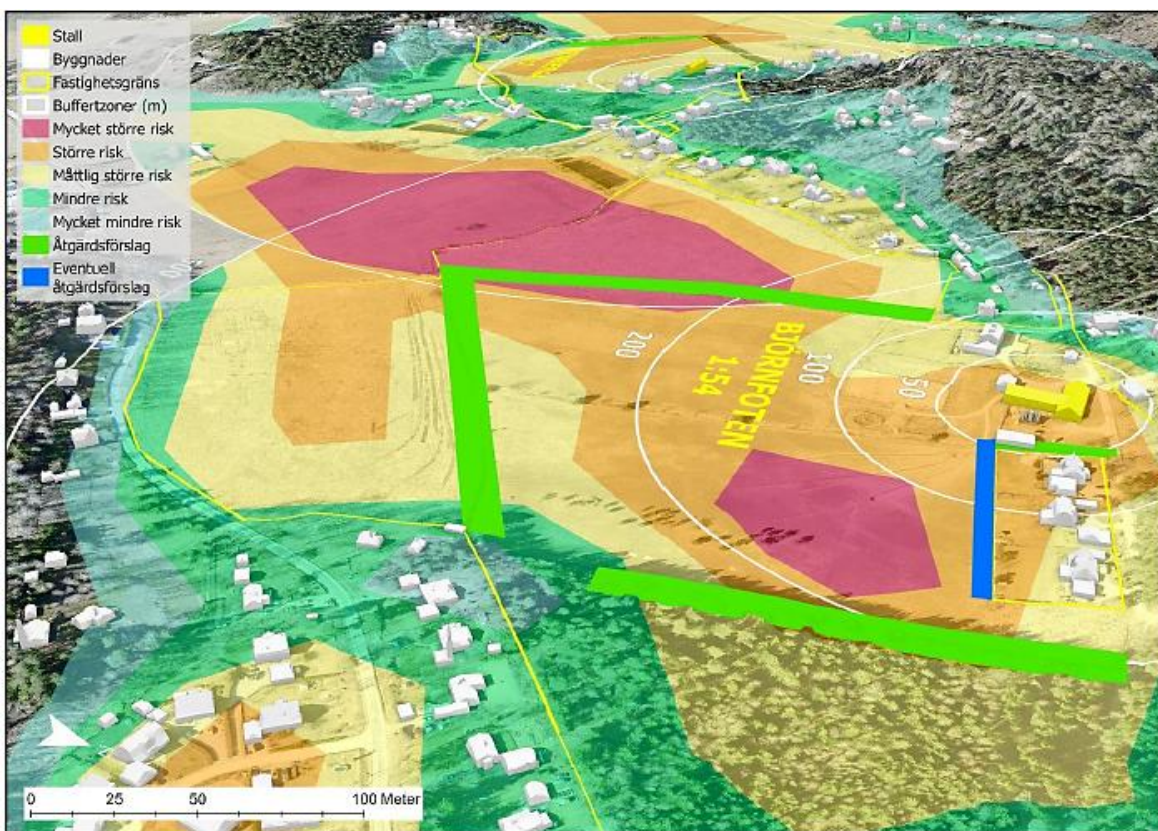 Stall
Byggnader
Fastighetsgräns
Buffertzoner (m)
Mycket större risk
Större risk
Måttlig större risk
Mindre risk
Mycket mindre risk
Åtgärdsförslag
Eventuell
åtgärdsförslag
200
100
50
BJÖRNFOTEN
1:54
0 25 50 100 Meter